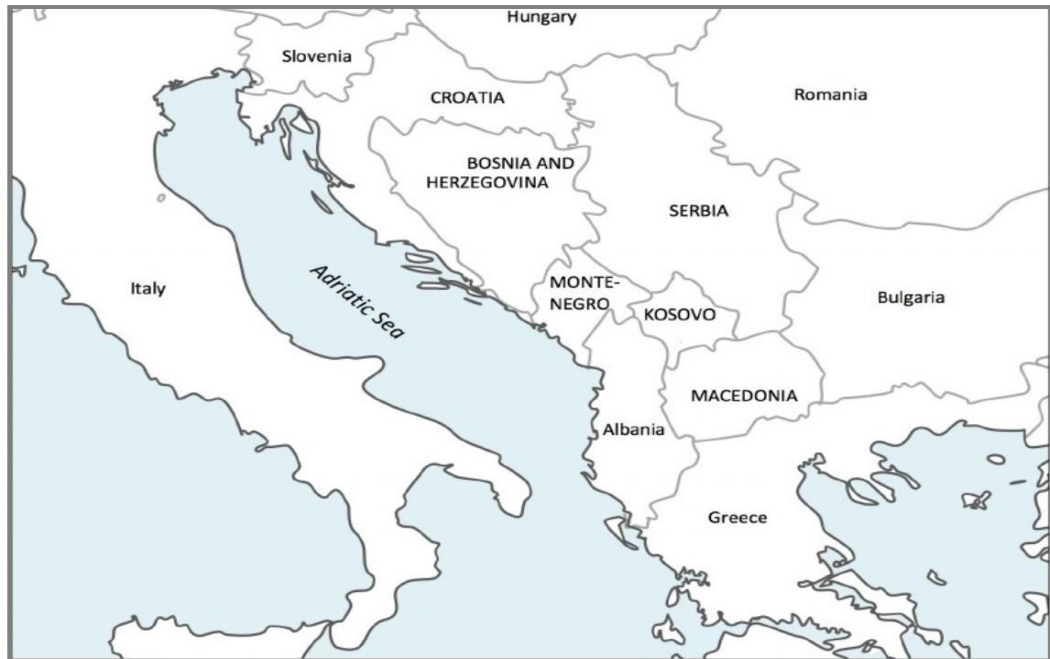 Hungary
Slovenia
CROATIA
Romania
BOSNIA AND
HERZEGOVINA
SERBIA
Adriatic Sea
Italy
MONTE-
NEGRO
KOSOVO
Bulgaria
MACEDONIA
Albania
Greece